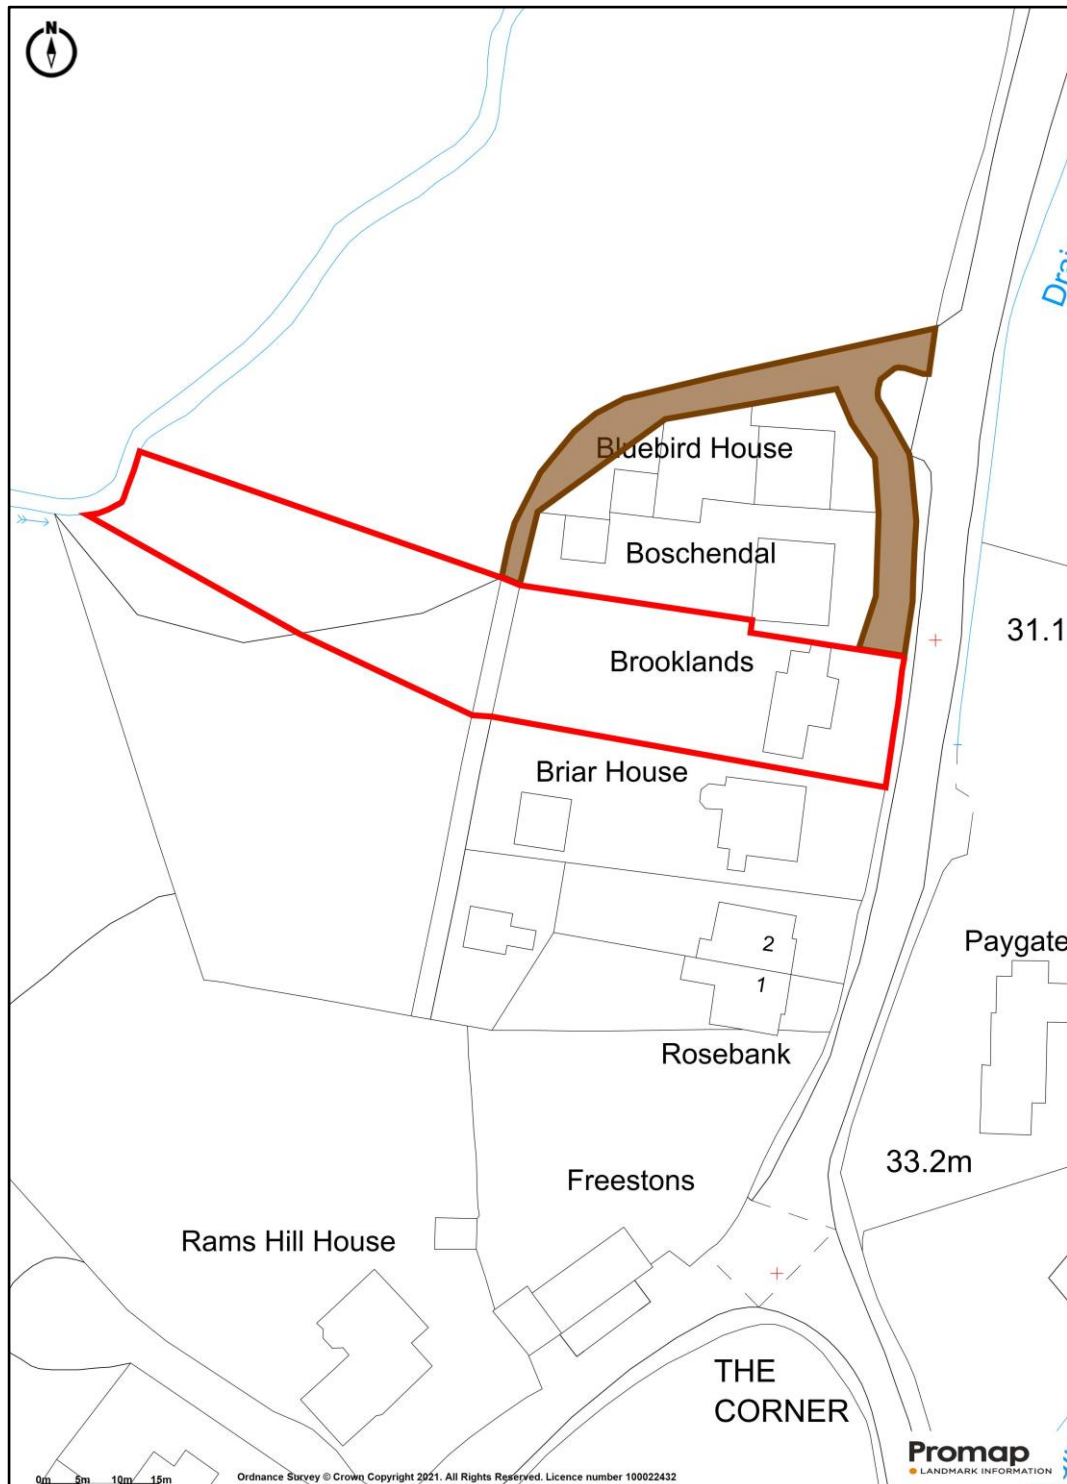 N
Bluebird House
Boschendal
31.1
Brooklands
Briar House
2
Paygate
1
Rosebank
33.2m
Freestons
Rams Hill House
THE
CORNER
Promap
LANDMARK INFORMATION
0m 5m 10m 15m
Ordnance Survey © Crown Copyright 2021. All Rights Reserved. Licence number 100022432